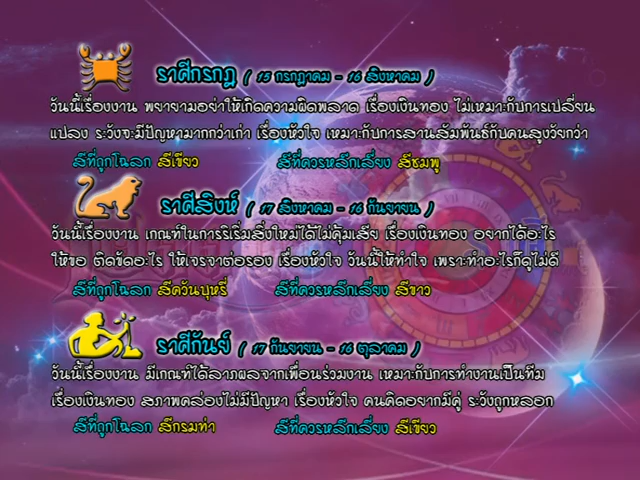 ราศีกรกฎ ( 15 กรกฎาคม - 16 สิงหาคม )
วันนี้เรื่องงาน พยายามอย่าให้เกิดความผิดพลาด เรื่องเงินทอง ไม่เหมาะกับการเปลี่ยน
แปลง ระวังจะมีปัญหามากกว่าเก่า เรื่องหัวใจ เหมาะกับการสานสัมพันธ์กับคนสูงวัยกว่า
สีที่ถูกโฉลก สีเขียว สีที่ควรหลีกเลี่ยง สีชมพู
ราศีสิงห์ ( 17 สิงหาคม - 16 กันยายน )
วันนี้เรื่องงาน เกณฑ์ในการริเริ่มสิ่งใหม่ได้ไม่คุ้มเสีย เรื่องเงินทอง อยากได้อะไร
ให้ขอ ติดขัดอะไร ให้เจรจาต่อรอง เรื่องหัวใจ วันนี้ให้ทำใจ เพราะทำอะไรก็ดูไม่ดี
สีที่ถูกโฉลก สีควันบุหรี่ สีที่ควรหลีกเลี่ยง สีขาว
ราศีกันย์ ( 17 กันยายน - 16 ตุลาคม )
วันนี้เรื่องงาน มีเกณฑ์ได้ลาภผลจากเพื่อนร่วมงาน เหมาะกับการทำงานเป็นทีม
เรื่องเงินทอง สภาพคล่องไม่มีปัญหา เรื่องหัวใจ คนคิดอยากมีคู่ ระวังถูกหลอก
สีที่ถูกโฉลก สีกรมท่า สีที่ควรหลีกเลี่ยง สีเขียว